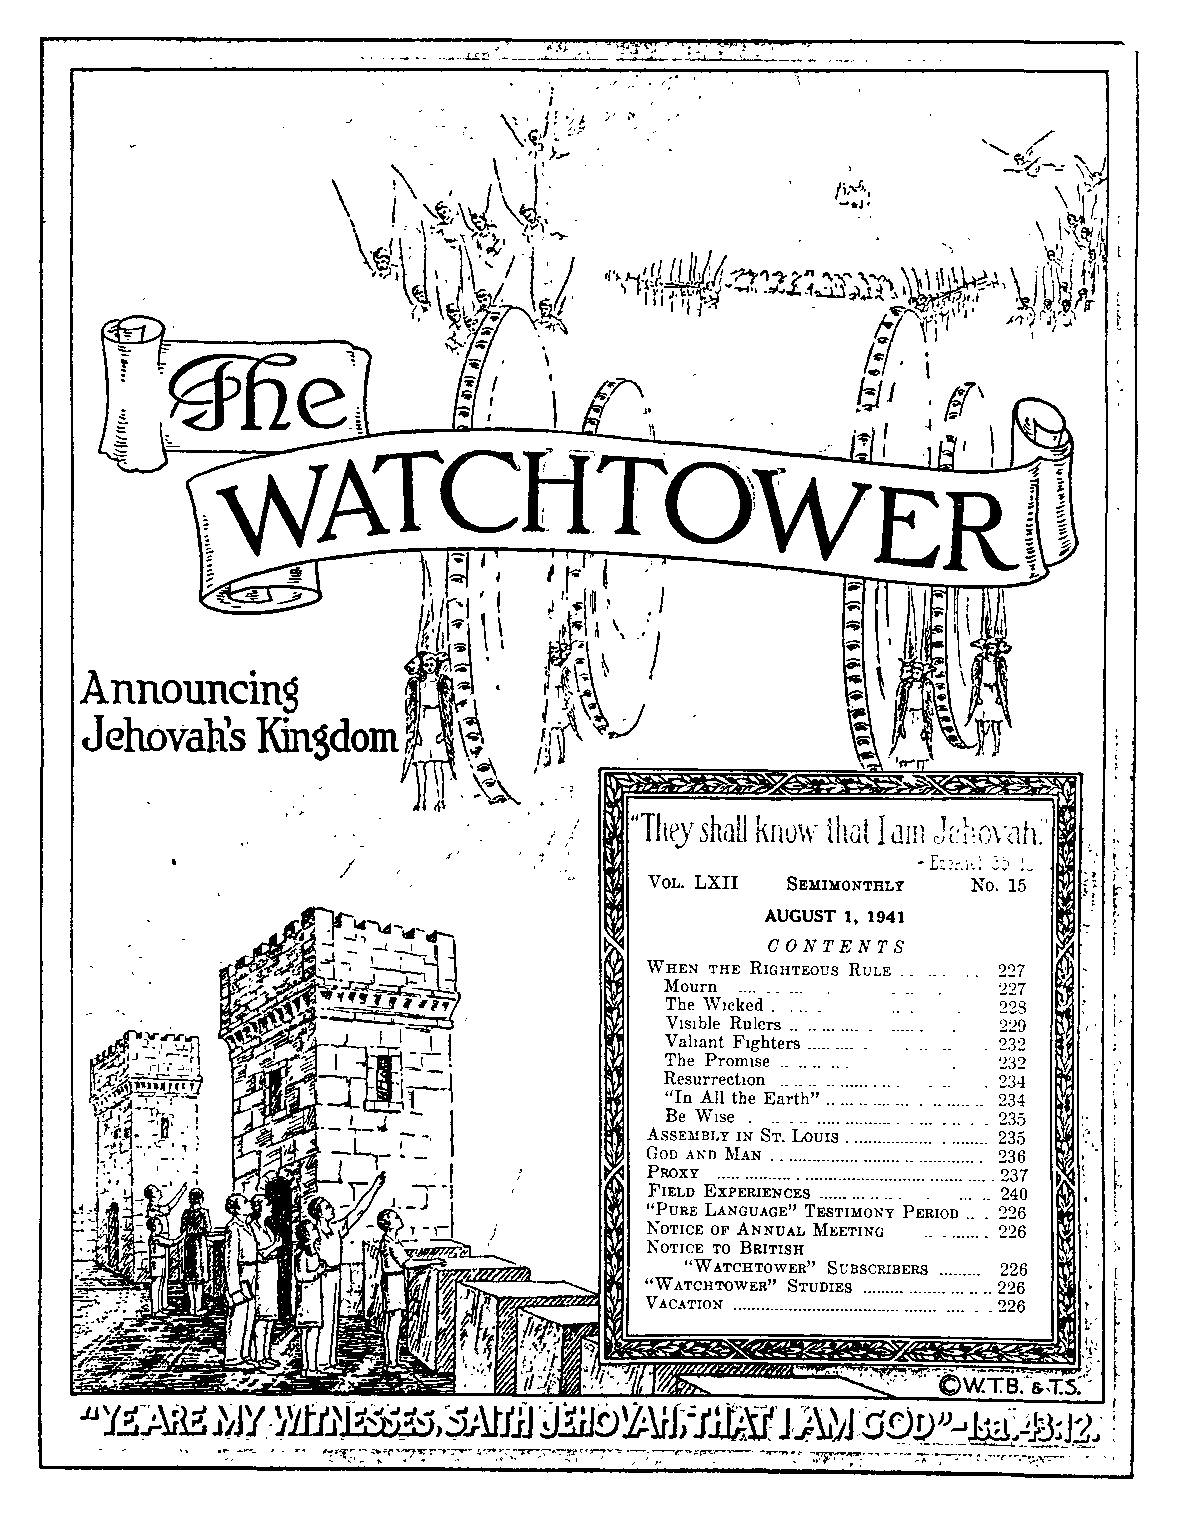 The
WATCHTOWER
Announcing
Jehovah's Kingdom
"They shall know that I am Jehovah."
VOL. LXII SEMIMONTHLY No. 15
AUGUST 1, 1941
CONTENTS
WHEN THE RIGHTEOUS RULE 227
Mourn 227
The Wicked 228
Visible Rulers 229
Valiant Fighters 232
The Promise 232
Resurrection 234
"In All the Earth" 234
Be Wise 235
ASSEMBLY IN ST. LOUIS 235
GOD AND MAN 236
PROXY 237
FIELD EXPERIENCES 240
"PURE LANGUAGE" TESTIMONY PERIOD 226
NOTICE OF ANNUAL MEETING 226
NOTICE TO BRITISH
"WATCHTOWER" SUBSCRIBERS 226
"WATCHTOWER" STUDIES 226
VACATION 226
©W.T.B. & T.S.
"YE ARE MY WITNESSES, SAITH JEHOVAH, THAT I AM GOD"-Isa. 43:12.